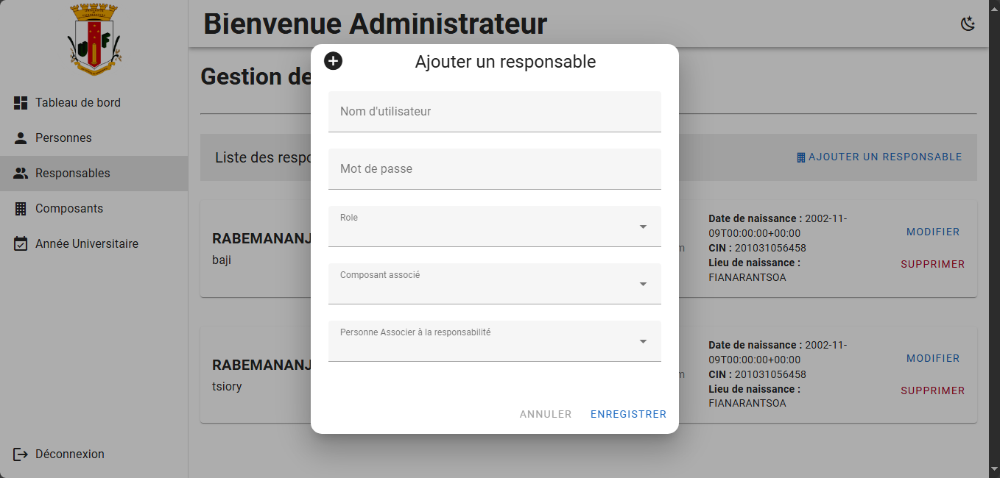 Bienvenue Administrateur
Tableau de bord
Personnes
Responsables
Composants
Année Universitaire
Déconnexion
Gestion de
Liste des
AJOUTER UN RESPONSABLE
RABEMANANJ
baji
Date de naissance : 2002-11-
09T00:00:00+00:00
CIN : 201031056458
Lieu de naissance :
FIANARANTSOA
MODIFIER
SUPPRIMER
RABEMANANJ
tsiory
Date de naissance : 2002-11-
09T00:00:00+00:00
CIN : 201031056458
Lieu de naissance :
FIANARANTSOA
MODIFIER
SUPPRIMER
Ajouter un responsable
Nom d'utilisateur
Mot de passe
Role
Composant associé
Personne Associer à la responsabilité
ANNULER
ENREGISTRER